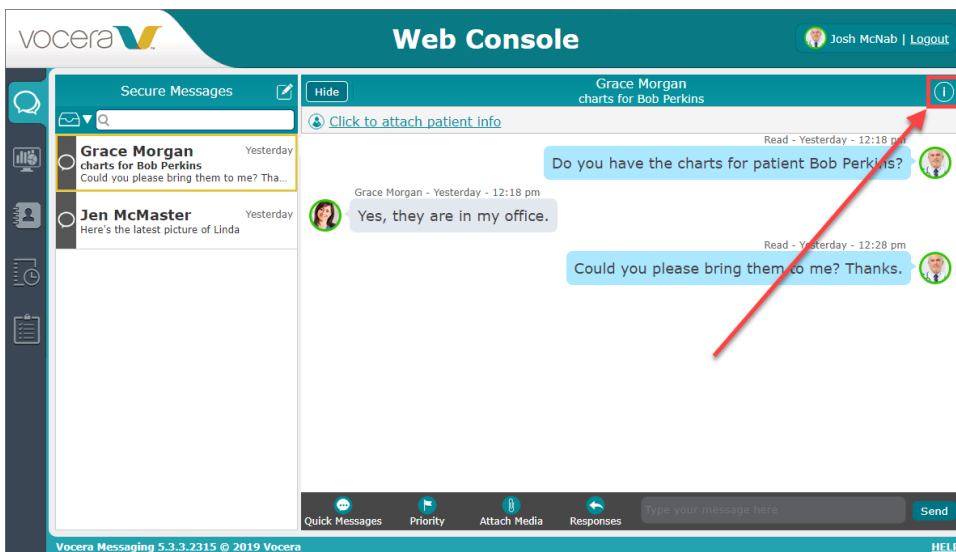 vocera
Web Console
Josh McNab | Logout
Secure Messages
Hide
Grace Morgan
charts for Bob Perkins
Click to attach patient info
Grace Morgan
Yesterday
charts for Bob Perkins
Could you please bring them to me? Tha...
Jen McMaster
Yesterday
Here's the latest picture of Linda
Read - Yesterday - 12:18 pm
Do you have the charts for patient Bob Perkins?
Grace Morgan - Yesterday - 12:18 pm
Yes, they are in my office.
Read - Yesterday - 12:28 pm
Could you please bring them to me? Thanks.
Quick Messages
Priority
Attach Media
Responses
Type your message here
Send
Vocera Messaging 5.3.3.2315 © 2019 Vocera
HELP